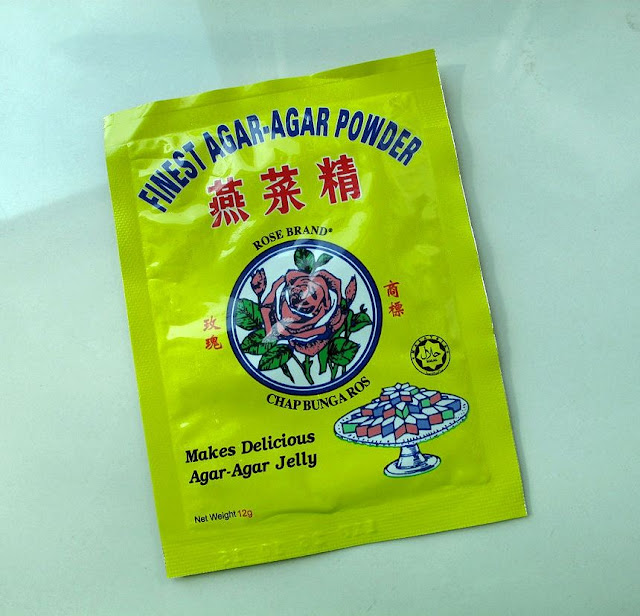 FINEST AGAR-AGAR POWDER
燕菜精
ROSE BRAND®
玫瑰
商標
CHAP BUNGA ROS
حلال
Makes Delicious
Agar-Agar Jelly
Net Weight 12g